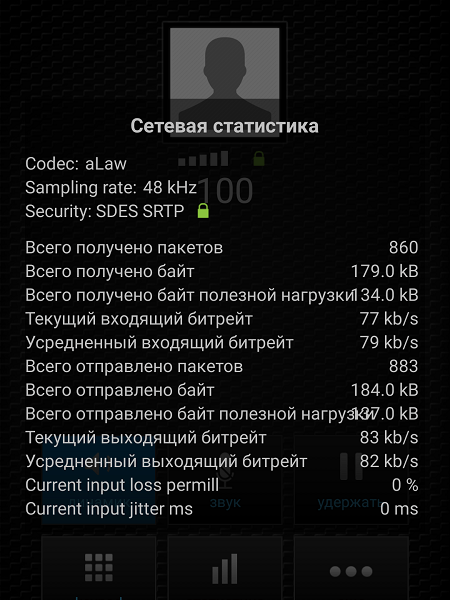 Сетевая статистика
Codec: aLaw
Sampling rate: 48 kHz
100
Security: SDES SRTP
Всего получено пакетов 860
Всего получено байт 179.0 kB
Всего получено байт полезной нагрузки 134.0 kB
Текущий входящий битрейт 77 kb/s
Усредненный входящий битрейт 79 kb/s
Всего отправлено пакетов 883
Всего отправлено байт 184.0 kB
Всего отправлено байт полезной нагрузки 137.0 kB
Текущий выходящий битрейт 83 kb/s
Усредненный выходящий битрейт 82 kb/s
Current input loss permill 0 %
Current input jitter ms 0 ms
динамик звук удержать